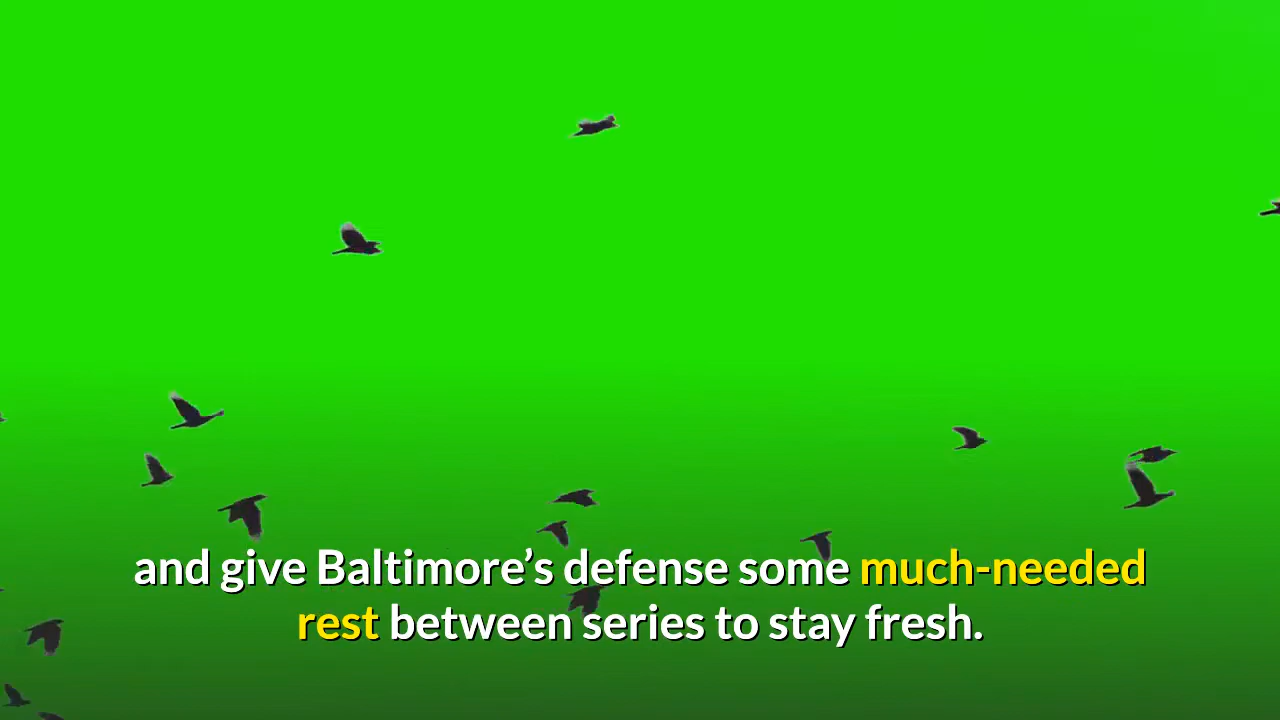 and give Baltimore’s defense some much-needed
rest between series to stay fresh.